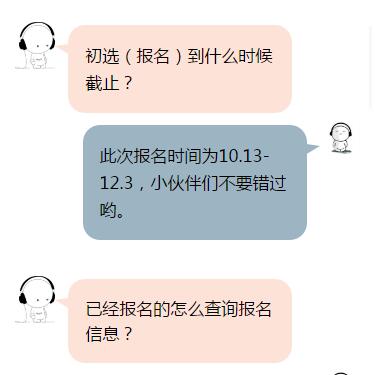 初选（报名）到什么时候
截止？
此次报名时间为10.13-
12.3，小伙伴们不要错过
哟。
已经报名的怎么查询报名
信息？